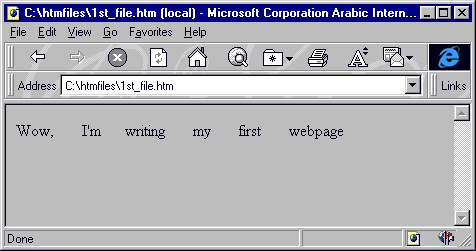 C:\htmfiles\1st_file.htm (local) - Microsoft Corporation Arabic Intern...
File Edit View Go Favorites Help
Address C:\htmfiles\1st_file.htm Links
Wow, I'm writing my first webpage
Done